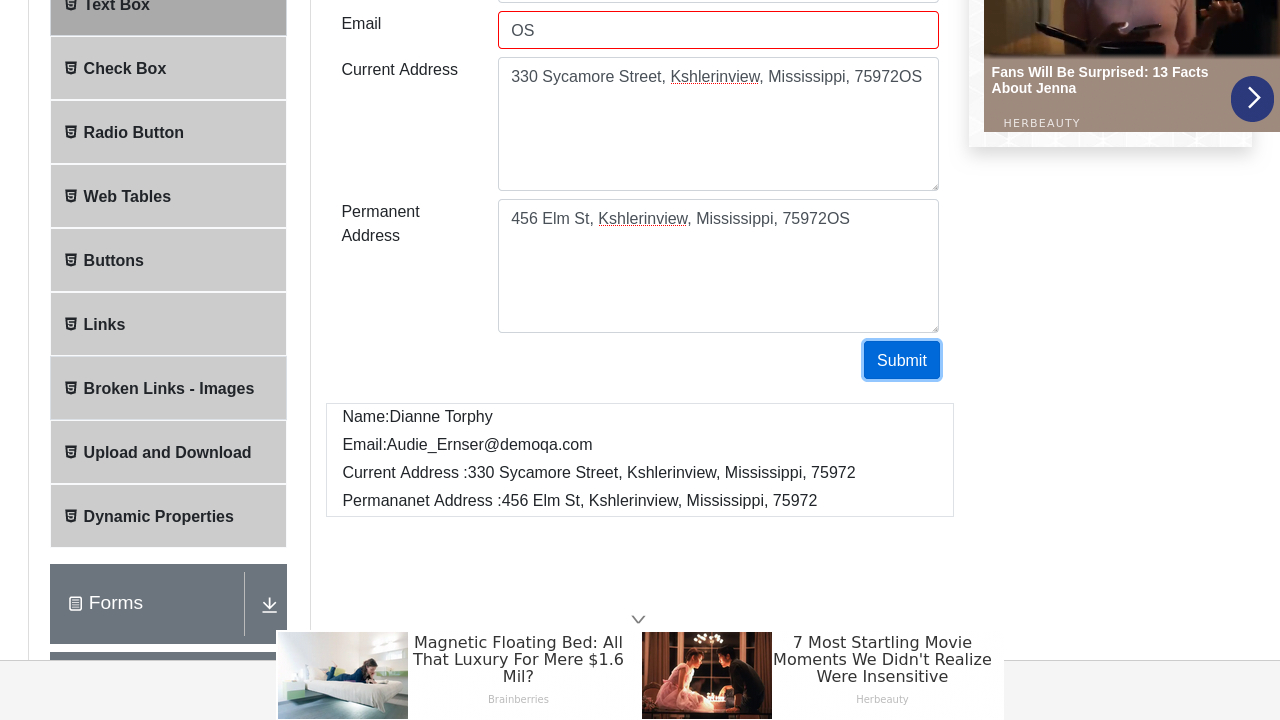 Text Box
Check Box
Radio Button
Web Tables
Buttons
Links
Broken Links - Images
Upload and Download
Dynamic Properties
Forms
Email
OS
Current Address
330 Sycamore Street, Kshlerinview, Mississippi, 75972OS
Permanent
Address
456 Elm St, Kshlerinview, Mississippi, 75972OS
Submit
Name:Dianne Torphy
Email:Audie_Ernser@demoqa.com
Current Address :330 Sycamore Street, Kshlerinview, Mississippi, 75972
Permananet Address :456 Elm St, Kshlerinview, Mississippi, 75972
Fans Will Be Surprised: 13 Facts
About Jenna
HERBEAUTY
Magnetic Floating Bed: All
That Luxury For Mere $1.6
Mil?
Brainberries
7 Most Startling Movie
Moments We Didn't Realize
Were Insensitive
Herbeauty